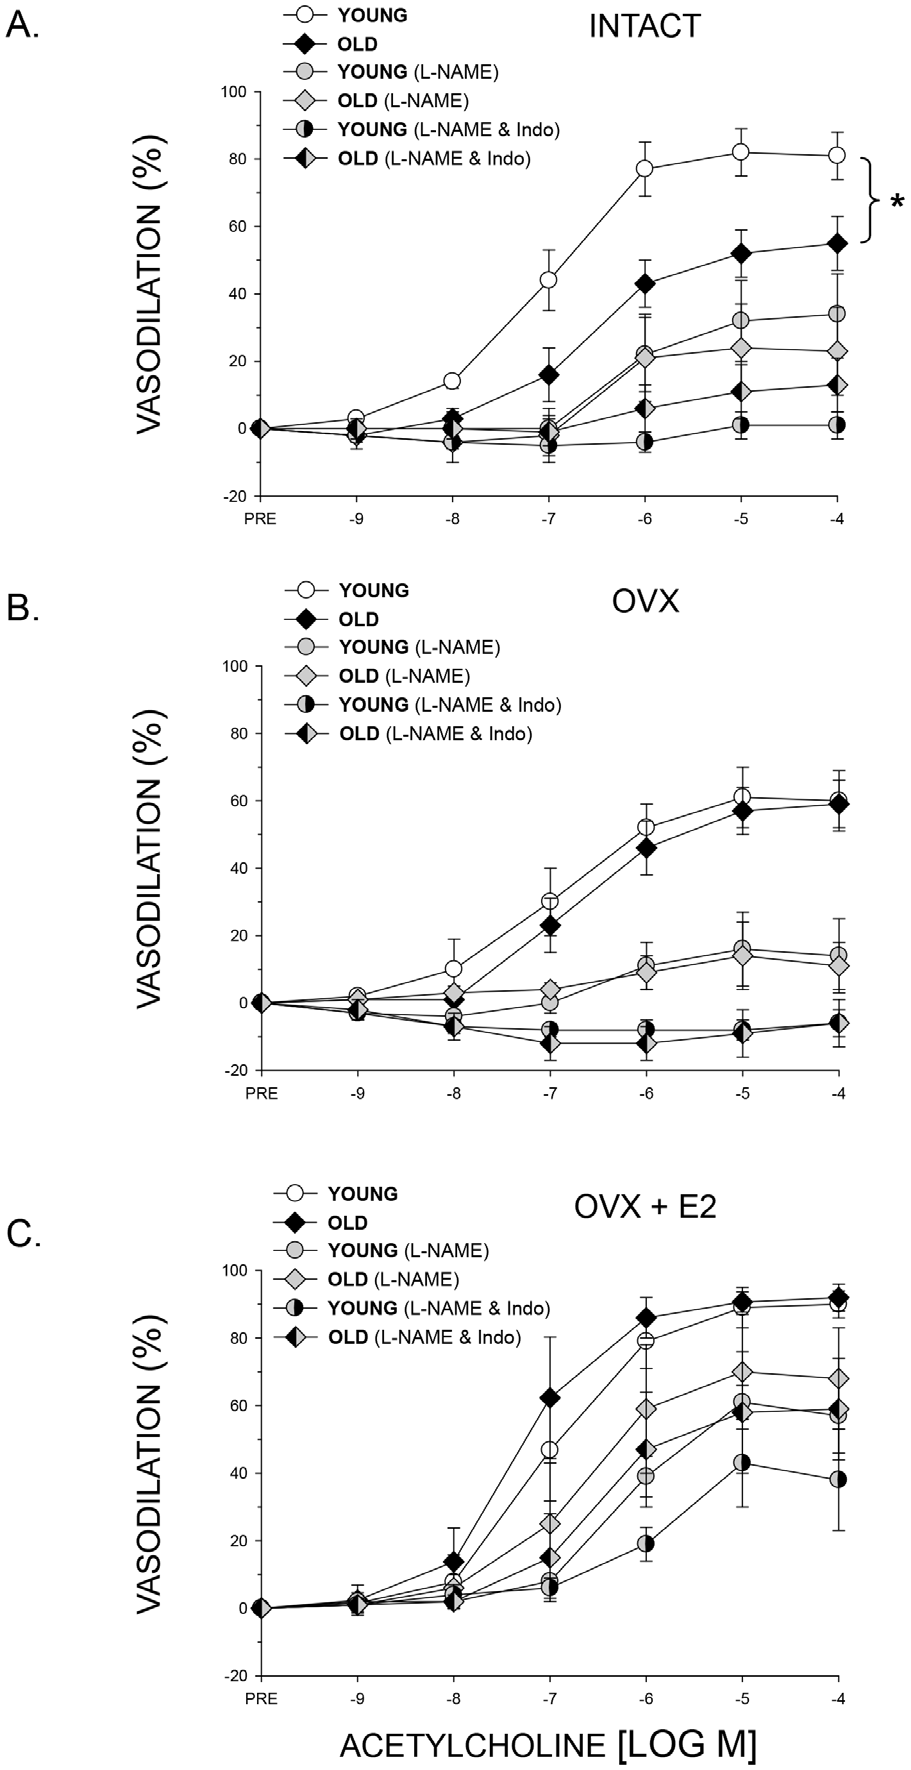 A.
INTACT
YOUNG
OLD
YOUNG (L-NAME)
OLD (L-NAME)
YOUNG (L-NAME & Indo)
OLD (L-NAME & Indo)
VASODILATION (%)
100
80
60
40
20
0
-20
*
PRE -9 -8 -7 -6 -5 -4
B.
OVX
YOUNG
OLD
YOUNG (L-NAME)
OLD (L-NAME)
YOUNG (L-NAME & Indo)
OLD (L-NAME & Indo)
VASODILATION (%)
100
80
60
40
20
0
-20
PRE -9 -8 -7 -6 -5 -4
C.
OVX + E2
YOUNG
OLD
YOUNG (L-NAME)
OLD (L-NAME)
YOUNG (L-NAME & Indo)
OLD (L-NAME & Indo)
VASODILATION (%)
100
80
60
40
20
0
-20
PRE -9 -8 -7 -6 -5 -4
ACETYLCHOLINE [LOG M]